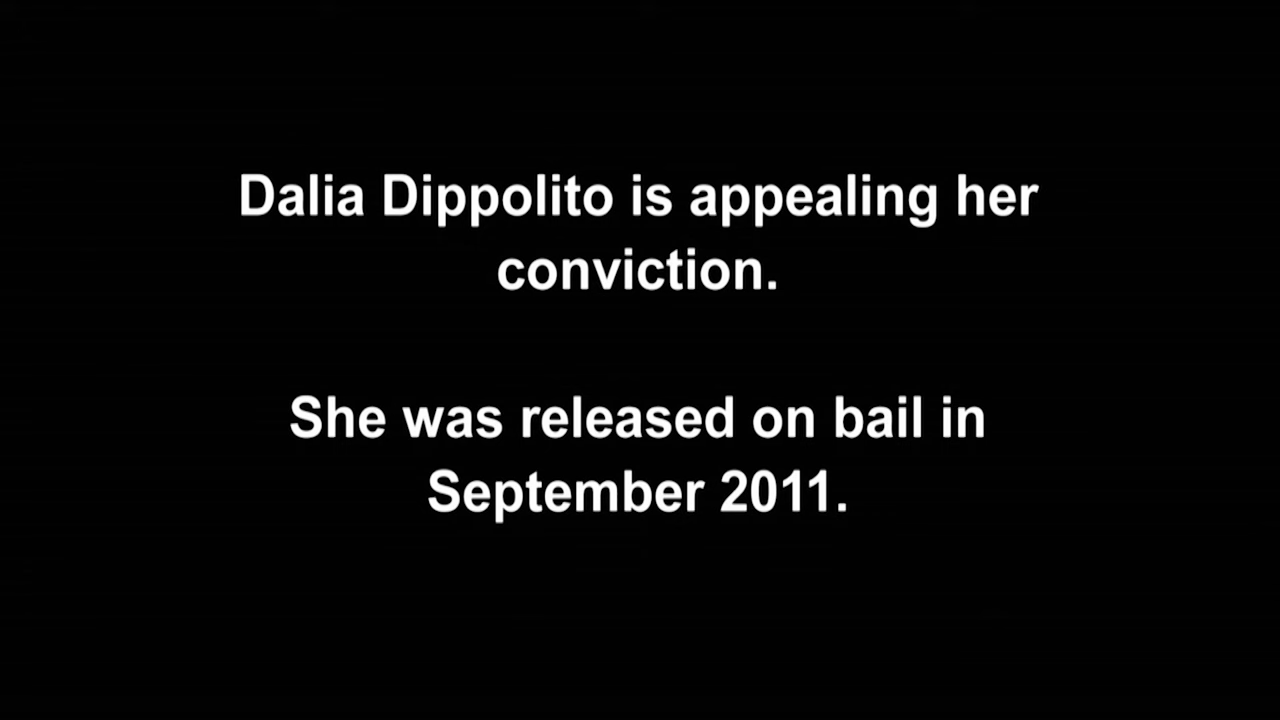 Dalia Dippolito is appealing her
conviction.
She was released on bail in
September 2011.